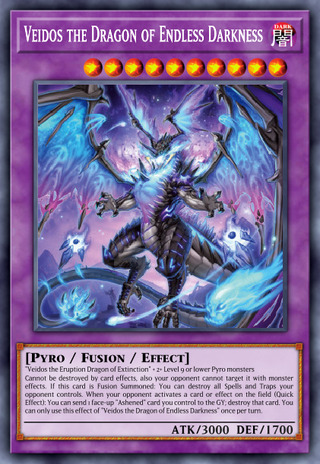 Veidos the Dragon of Endless Darkness
DARK
闇
[Pyro / Fusion / Effect]
"Veidos the Eruption Dragon of Extinction" + 2+ Level 9 or lower Pyro monsters
Cannot be destroyed by card effects, also your opponent cannot target it with monster
effects. If this card is Fusion Summoned: You can destroy all Spells and Traps your
opponent controls. When your opponent activates a card or effect on the field (Quick
Effect): You can send 1 face-up "Ashened" card you control to the GY; destroy that card. You
can only use this effect of "Veidos the Dragon of Endless Darkness" once per turn.
ATK/3000 DEF/1700